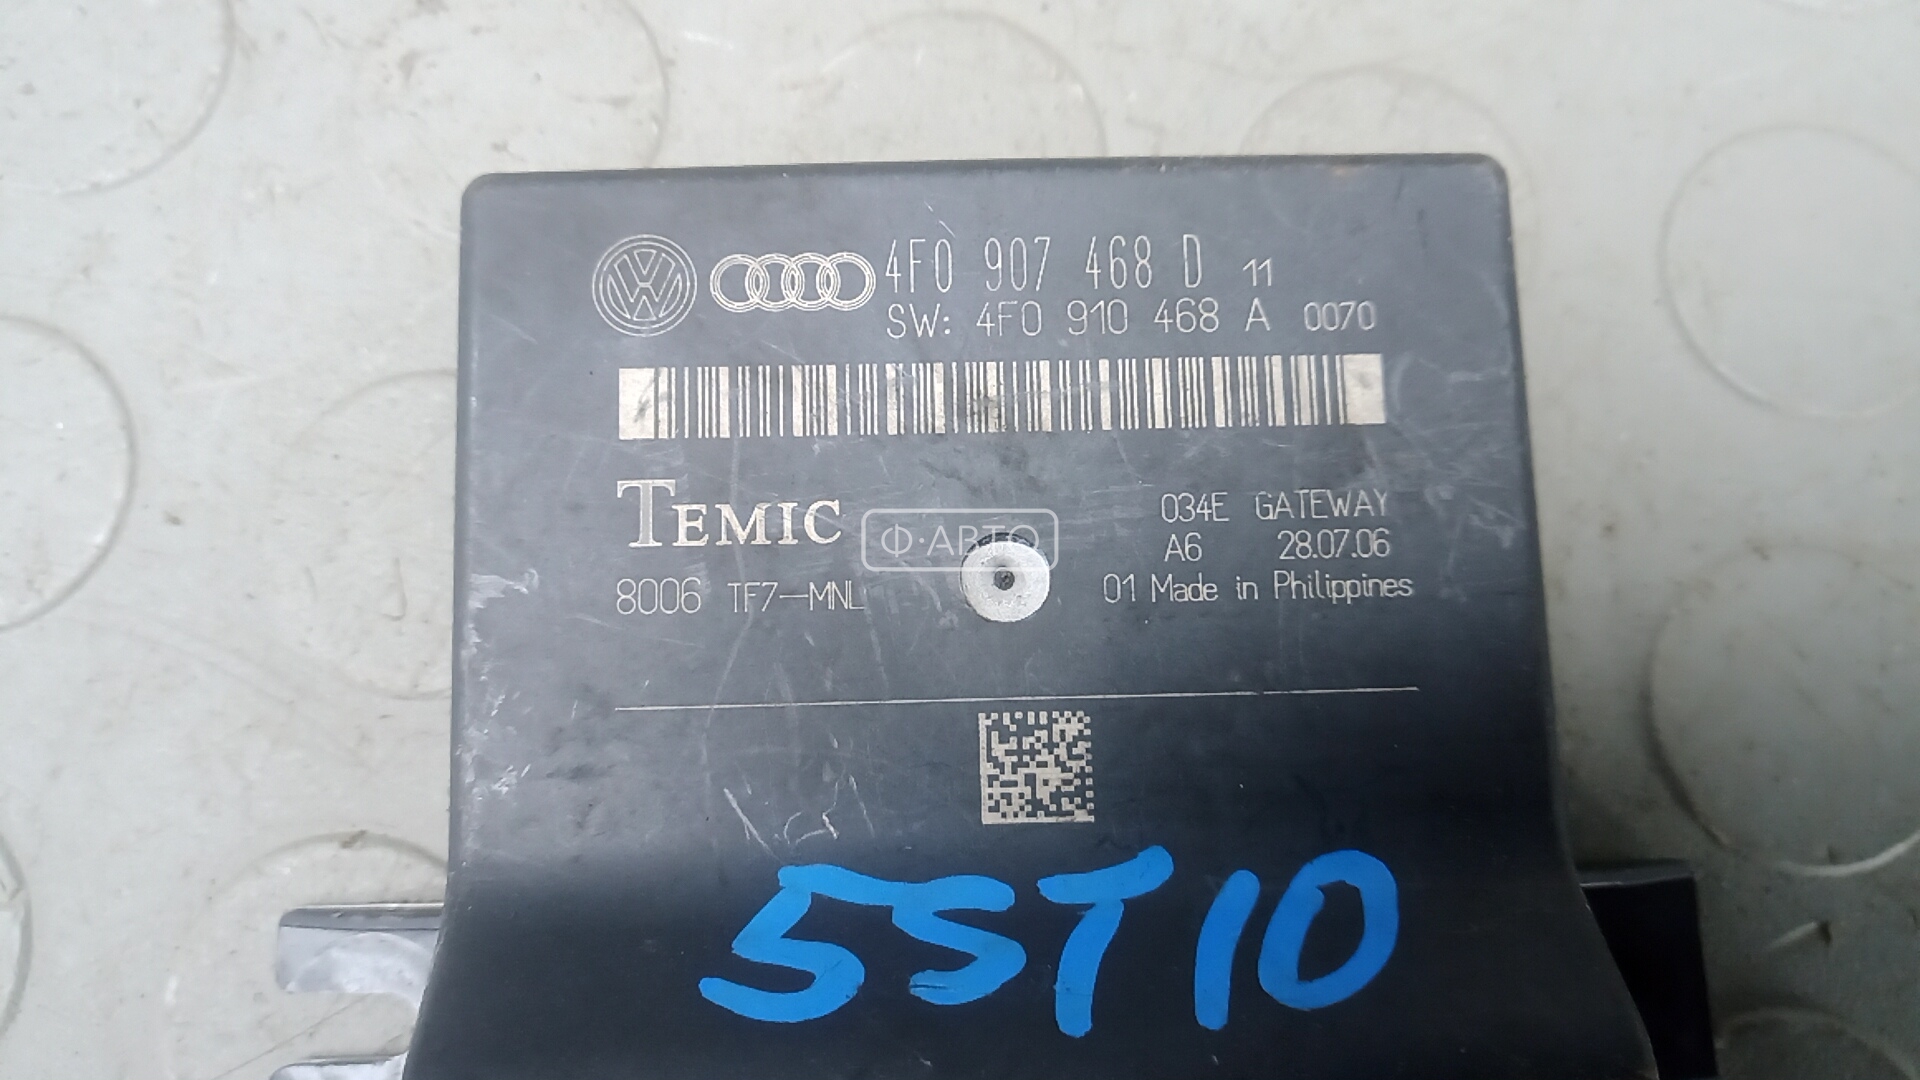 4F0 907 468 D 11
SW: 4F0 910 468 A 0070
TEMIC
034E GATEWAY
Ф·АВТО
A6 28.07.06
8006 TF7-MNL
01 Made in Philippines
5ST10